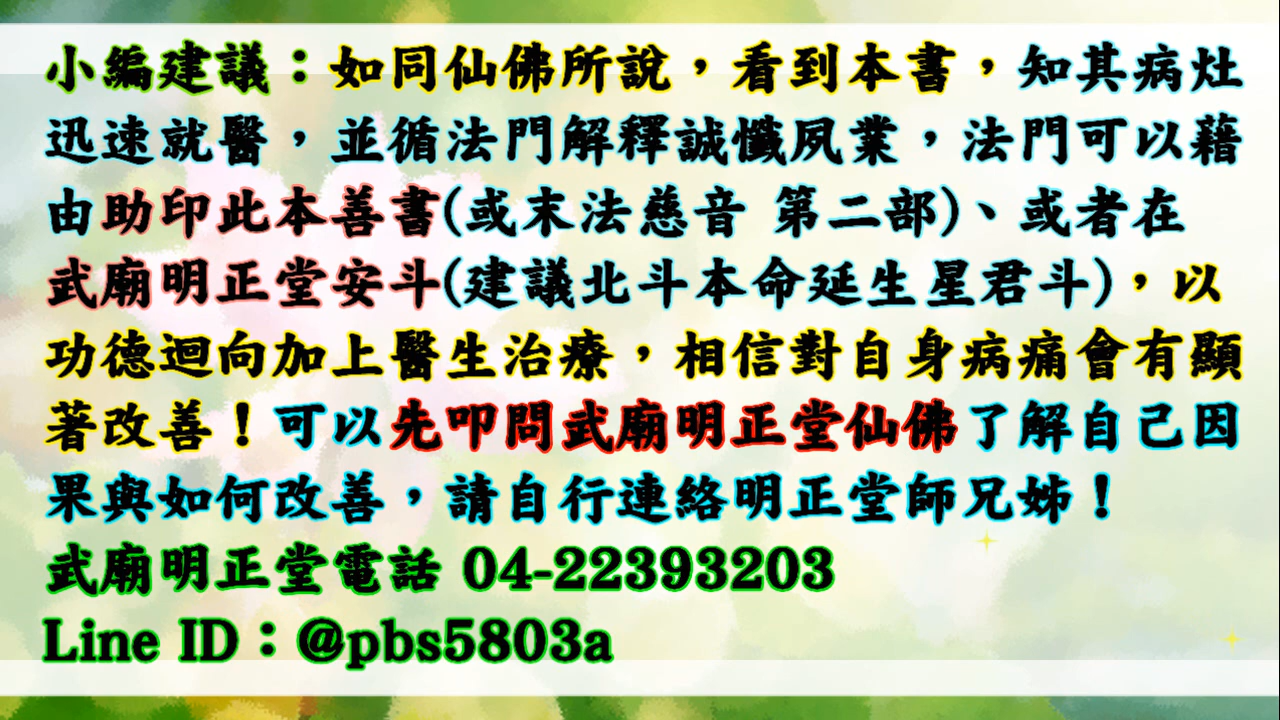 小編建議：如同仙佛所說，看到本書，知其病灶
迅速就醫，並循法門解釋誠懺夙業，法門可以藉
由助印此本善書(或末法慈音 第二部)、或者在
武廟明正堂安斗(建議北斗本命延生星君斗)，以
功德迴向加上醫生治療，相信對自身病痛會有顯
著改善！可以先叩問武廟明正堂仙佛了解自己因
果與如何改善，請自行連絡明正堂師兄姊！
武廟明正堂電話 04-22393203
Line ID：@pbs5803a